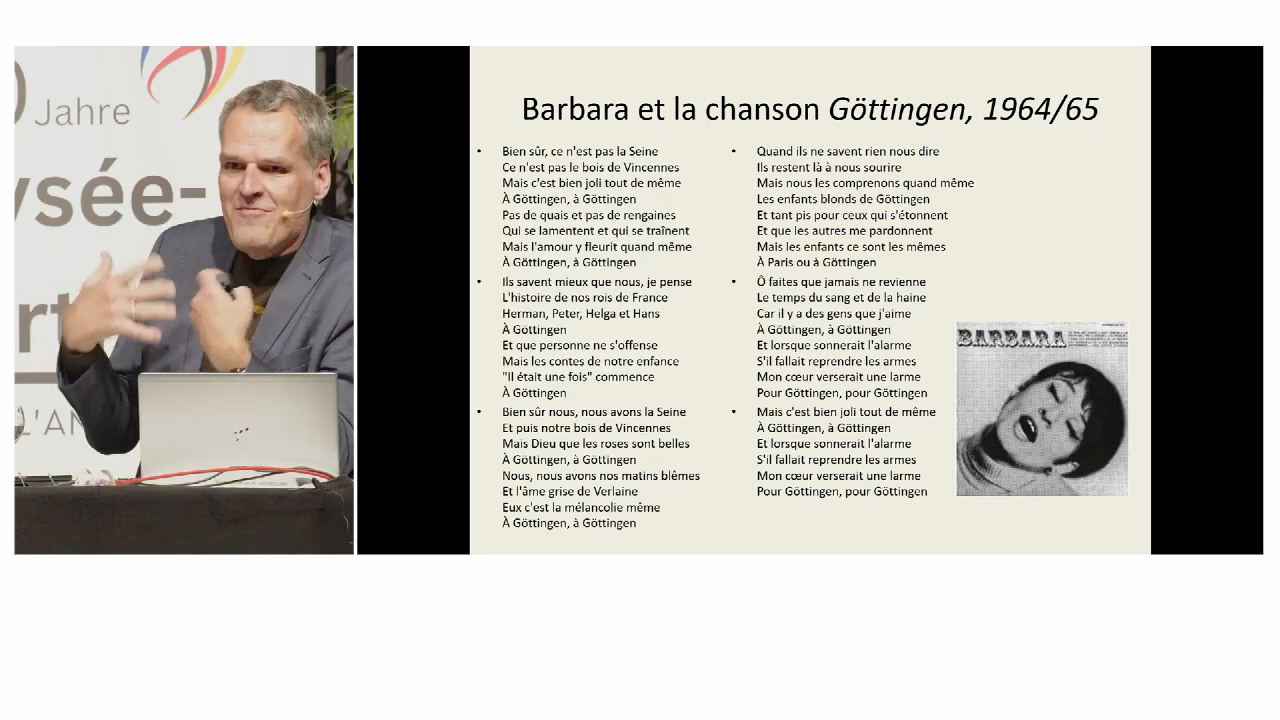 Jahre
ysée-
rt
L'AN
Barbara et la chanson Göttingen, 1964/65
• Bien sûr, ce n'est pas la Seine
Ce n'est pas le bois de Vincennes
Mais c'est bien joli tout de même
À Göttingen, à Göttingen
Pas de quais et pas de rengaines
Qui se lamentent et qui se traînent
Mais l'amour y fleurit quand même
À Göttingen, à Göttingen
• Ils savent mieux que nous, je pense
L'histoire de nos rois de France
Herman, Peter, Helga et Hans
À Göttingen
Et que personne ne s'offense
Mais les contes de notre enfance
"Il était une fois" commence
À Göttingen
• Bien sûr nous, nous avons la Seine
Et puis notre bois de Vincennes
Mais Dieu que les roses sont belles
À Göttingen, à Göttingen
Nous, nous avons nos matins blêmes
Et l'âme grise de Verlaine
Eux c'est la mélancolie même
À Göttingen, à Göttingen
• Quand ils ne savent rien nous dire
Ils restent là à nous sourire
Mais nous les comprenons quand même
Les enfants blonds de Göttingen
Et tant pis pour ceux qui s'étonnent
Et que les autres me pardonnent
Mais les enfants ce sont les mêmes
À Paris ou à Göttingen
• Ô faites que jamais ne revienne
Le temps du sang et de la haine
Car il y a des gens que j'aime
À Göttingen, à Göttingen
Et lorsque sonnerait l'alarme
S'il fallait reprendre les armes
Mon cœur verserait une larme
Pour Göttingen, pour Göttingen
• Mais c'est bien joli tout de même
À Göttingen, à Göttingen
Et lorsque sonnerait l'alarme
S'il fallait reprendre les armes
Mon cœur verserait une larme
Pour Göttingen, pour Göttingen
BARBARA